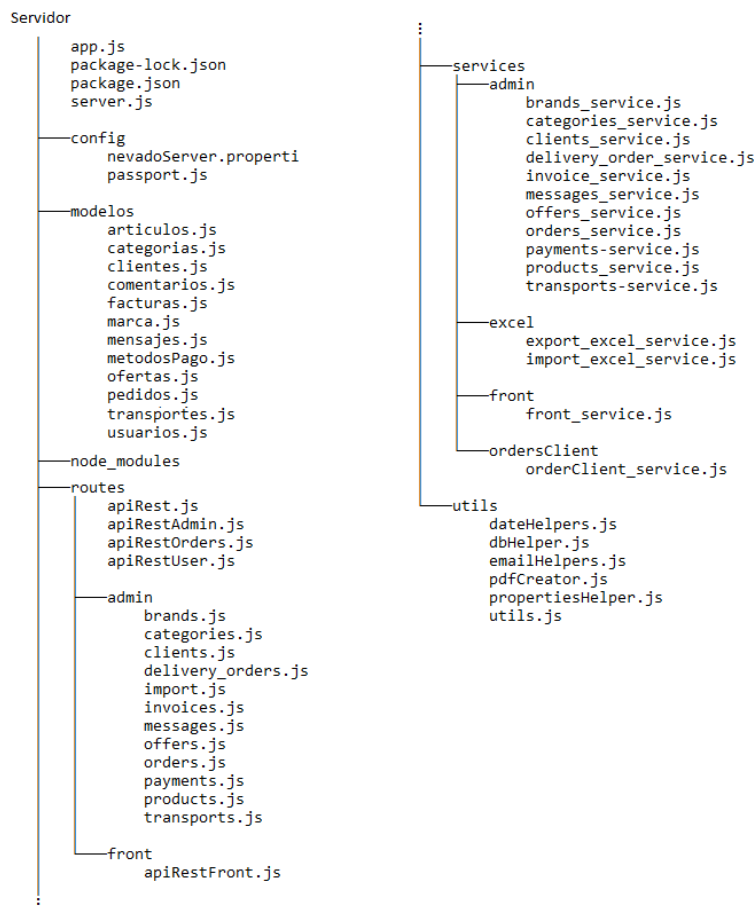 Servidor
app.js
package-lock.json
package.json
server.js
config
nevadoServer.properti
passport.js
modelos
articulos.js
categorias.js
clientes.js
comentarios.js
facturas.js
marca.js
mensajes.js
metodosPago.js
ofertas.js
pedidos.js
transportes.js
usuarios.js
node_modules
routes
apiRest.js
apiRestAdmin.js
apiRestOrders.js
apiRestUser.js
admin
brands.js
categories.js
clients.js
delivery_orders.js
import.js
invoices.js
messages.js
offers.js
orders.js
payments.js
products.js
transports.js
front
apiRestFront.js
services
admin
brands_service.js
categories_service.js
clients_service.js
delivery_order_service.js
invoice_service.js
messages_service.js
offers_service.js
orders_service.js
payments-service.js
products_service.js
transports-service.js
excel
export_excel_service.js
import_excel_service.js
front
front_service.js
ordersClient
orderClient_service.js
utils
dateHelpers.js
dbHelper.js
emailHelpers.js
pdfCreator.js
propertiesHelper.js
utils.js